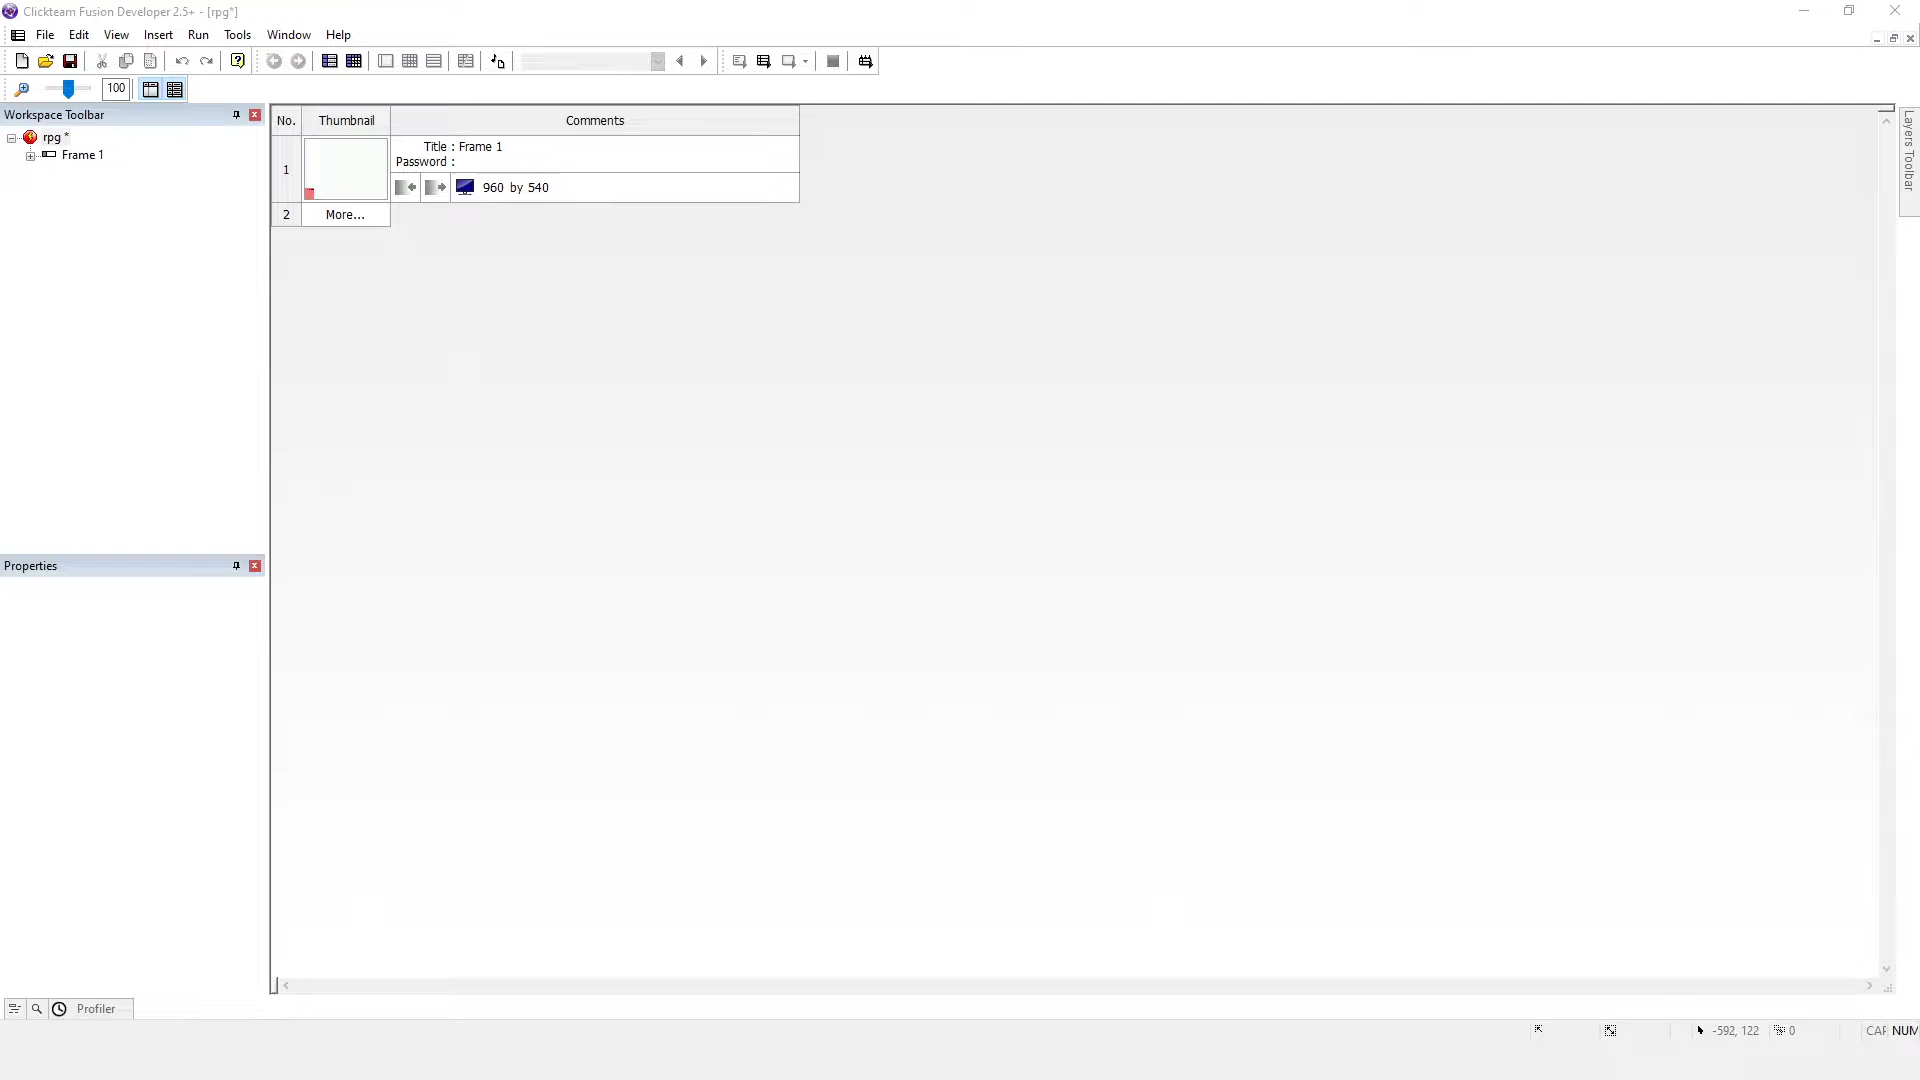 Clickteam Fusion Developer 2.5+ - [rpg*]
File Edit View Insert Run Tools Window Help
100
Workspace Toolbar
rpg *
Frame 1
Properties
No. Thumbnail Comments
1
Title : Frame 1
Password :
960 by 540
2 More...
Layers Toolbar
Profiler
-592, 122 0 CAP NUM